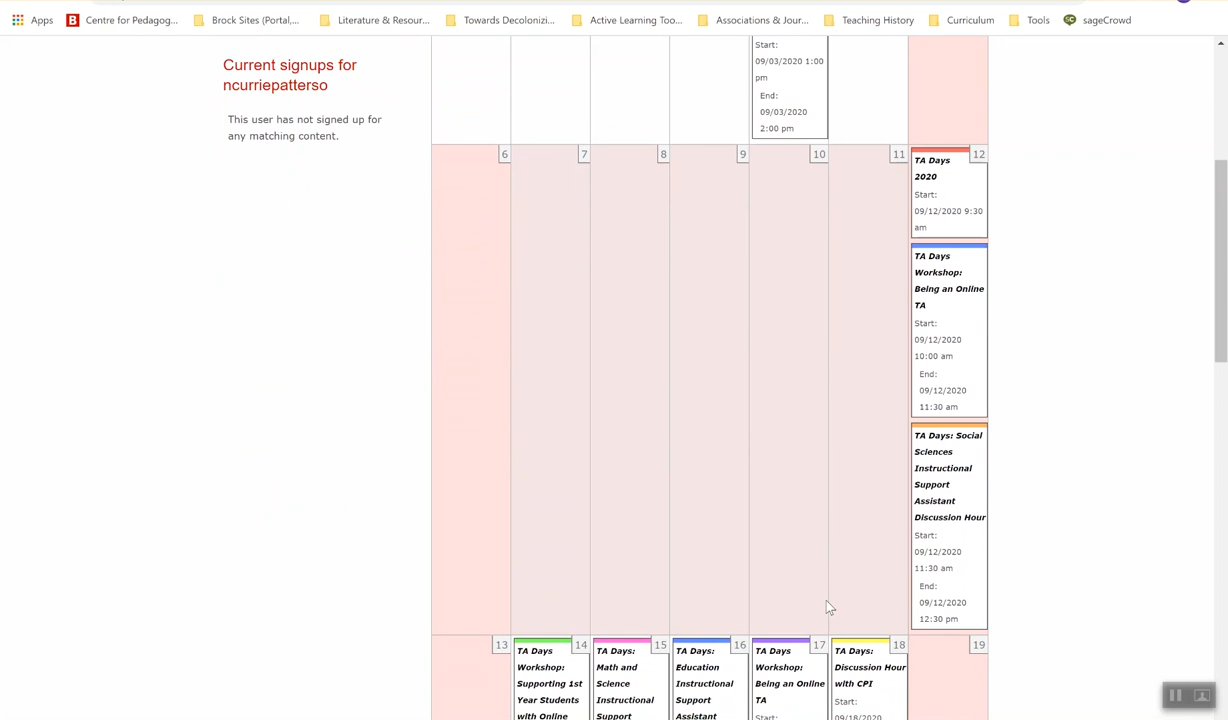 Apps
Centre for Pedagog...
Brock Sites (Portal,...
Literature & Resour...
Towards Decolonizi...
Active Learning Too...
Associations & Jour...
Teaching History
Curriculum
Tools
SC sageCrowd
Current signups for
ncurriepatterso
This user has not signed up for
any matching content.
Start:
09/03/2020 1:00
pm
End:
09/03/2020
2:00 pm
6
7
8
9
10
11
12
TA Days
2020
Start:
09/12/2020 9:30
am
TA Days
Workshop:
Being an Online
TA
Start:
09/12/2020
10:00 am
End:
09/12/2020
11:30 am
TA Days: Social
Sciences
Instructional
Support
Assistant
Discussion Hour
Start:
09/12/2020
11:30 am
End:
09/12/2020
12:30 pm
13
14
TA Days
Workshop:
Supporting 1st
Year Students
with Online
15
TA Days:
Math and
Science
Instructional
Support
16
TA Days:
Education
Instructional
Support
Assistant
17
TA Days
Workshop:
Being an Online
TA
Start:
18
TA Days:
Discussion Hour
with CPI
Start:
09/18/2020
19